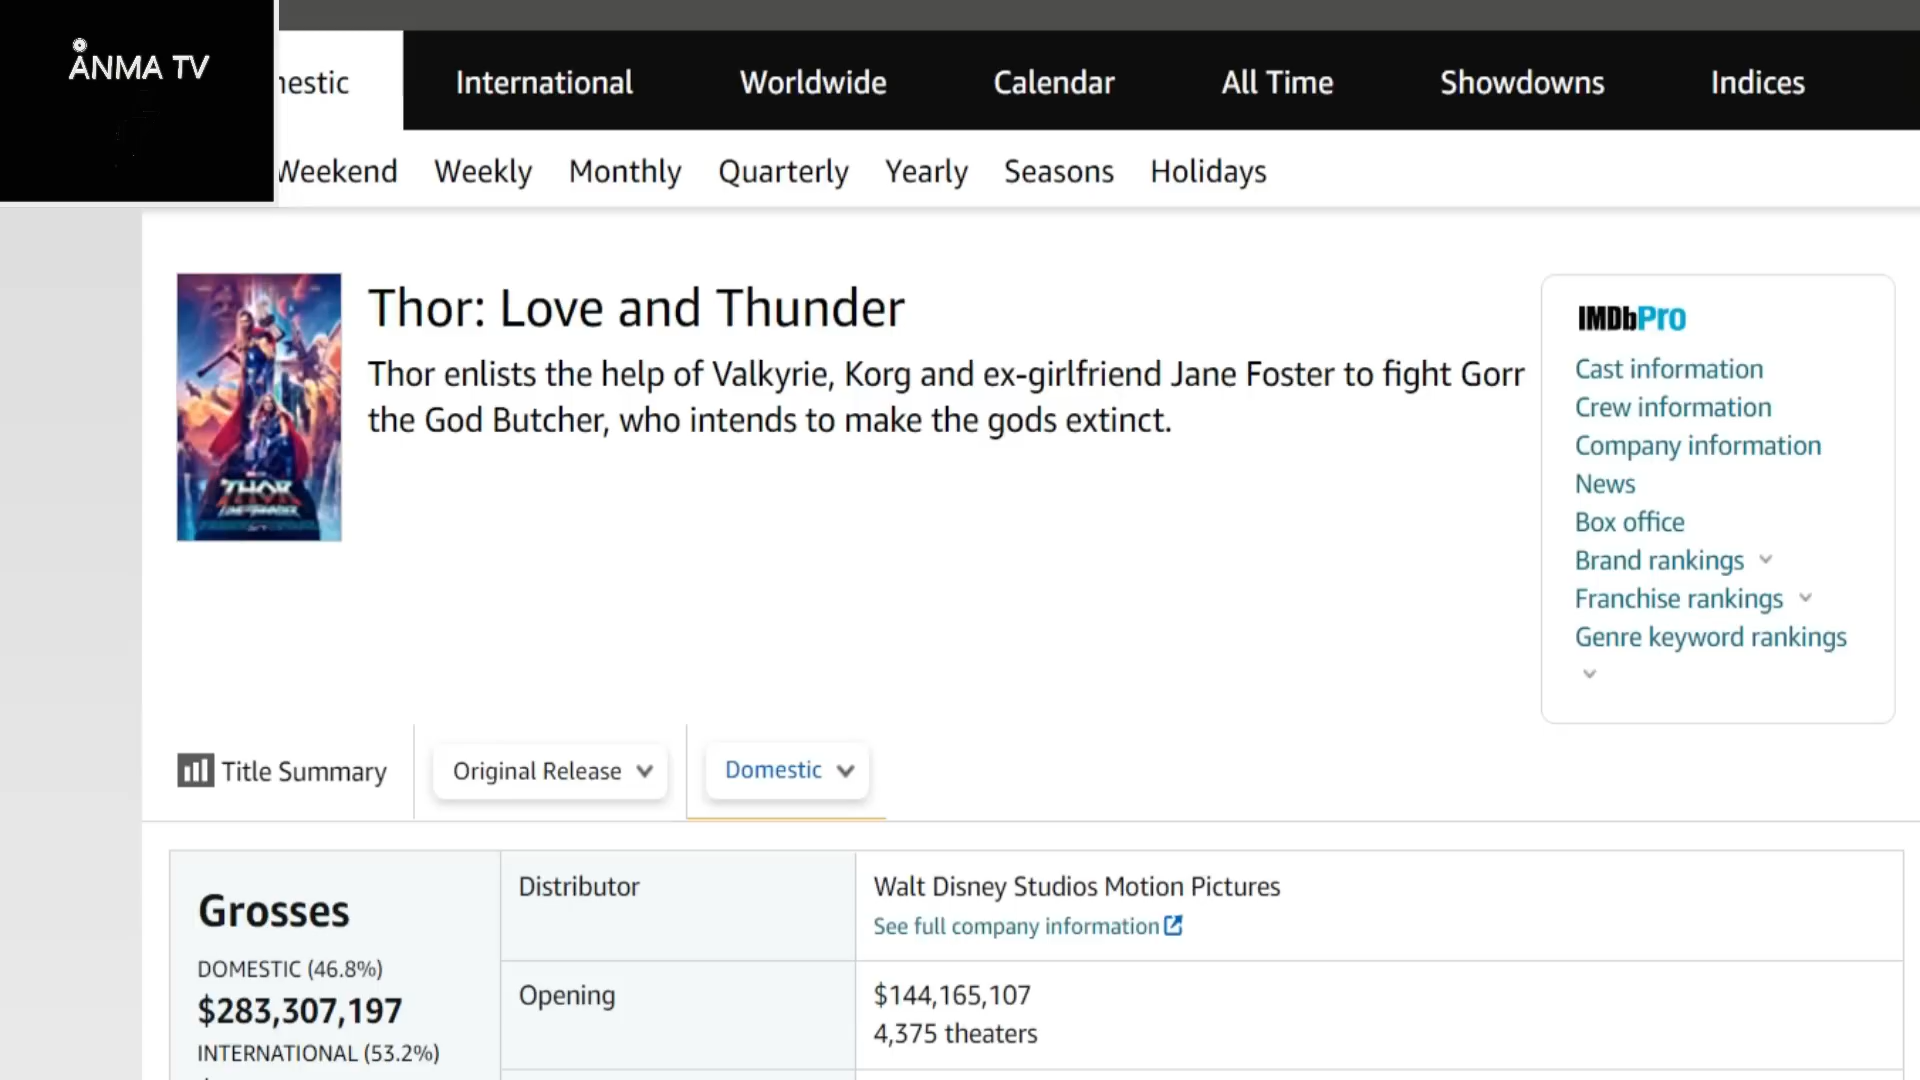 ANMA TV
mestic
International
Worldwide
Calendar
All Time
Showdowns
Indices
Weekend
Weekly
Monthly
Quarterly
Yearly
Seasons
Holidays
Thor: Love and Thunder
Thor enlists the help of Valkyrie, Korg and ex-girlfriend Jane Foster to fight Gorr
the God Butcher, who intends to make the gods extinct.
THOR
IMDbPro
Cast information
Crew information
Company information
News
Box office
Brand rankings
Franchise rankings
Genre keyword rankings
Title Summary
Original Release
Domestic
Grosses
DOMESTIC (46.8%)
$283,307,197
INTERNATIONAL (53.2%)
Distributor
Walt Disney Studios Motion Pictures
See full company information
Opening
$144,165,107
4,375 theaters